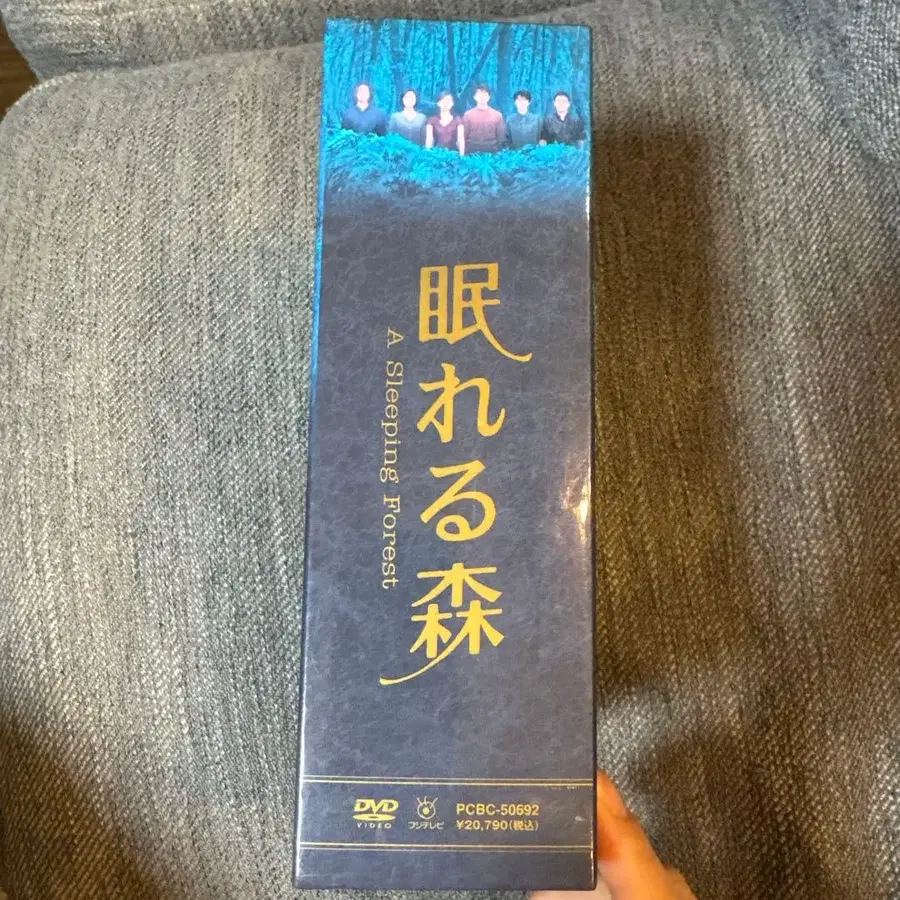 眠れる森
A Sleeping Forest
DVD
VIDEO
フジテレビ
PCBC-50692
¥20,790(税込)